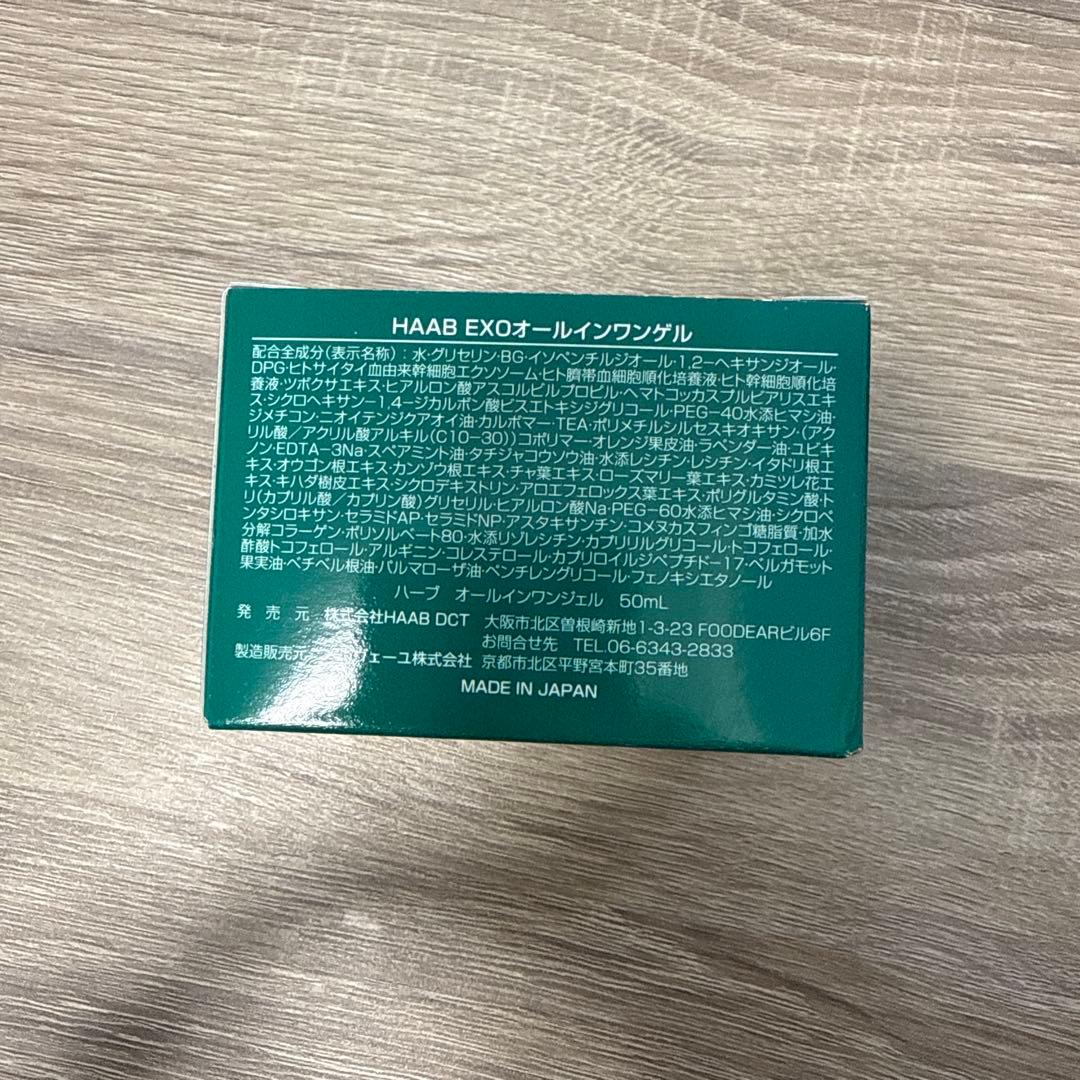 HAAB EXOオールインワンゲル
配合全成分(表示名称):水・グリセリン・BG・イソペンチルジオール・1,2-ヘキサンジオール・
DPG・ヒトサイタイ血由来幹細胞エクソソーム・ヒト臍帯血細胞順化培養液・ヒト幹細胞順化培
養液・ツボクサエキス・ヒアルロン酸アスコルビルプロピル・ヘマトコッカスプルビアリスエキ
ス・シクロヘキサン-1,4-ジカルボン酸ビスエトキシジグリコール・PEG-40水添ヒマシ油・
ジメチコン・ニオイテンジクアオイ油・カルボマー・TEA・ポリメチルシルセスキオキサン・(アク
リル酸/アクリル酸アルキル(C10-30))コポリマー・オレンジ果皮油・ラベンダー油・ユビキ
ノン・EDTA-3Na・スペアミント油・タチジャコウソウ油・水添レシチン・レシチン・イタドリ根エ
キス・オウゴン根エキス・カンゾウ根エキス・チャ葉エキス・ローズマリー葉エキス・カミツレ花エ
キス・キハダ樹皮エキス・シクロデキストリン・アロエフェロックス葉エキス・ポリグルタミン酸・ト
リ(カプリル酸/カプリン酸)グリセリル・ヒアルロン酸Na・PEG-60水添ヒマシ油・シクロペ
ンタシロキサン・セラミドAP・セラミドNP・アスタキサンチン・コメヌカスフィンゴ糖脂質・加水
分解コラーゲン・ポリソルベート80・水添リゾレシチン・カプリリルグリコール・トコフェロール・
酢酸トコフェロール・アルギニン・コレステロール・カプロイルジペプチド-17・ベルガモット
果実油・ベチベル根油・パルマローザ油・ペンチレングリコール・フェノキシエタノール
ハーブ オールインワンジェル 50mL
発売元 株式会社HAAB DCT 大阪市北区曽根崎新地1-3-23 FOODEARビル6F
お問合せ先 TEL.06-6343-2833
製造販売元 ヴェーユ株式会社 京都市北区平野宮本町35番地
MADE IN JAPAN